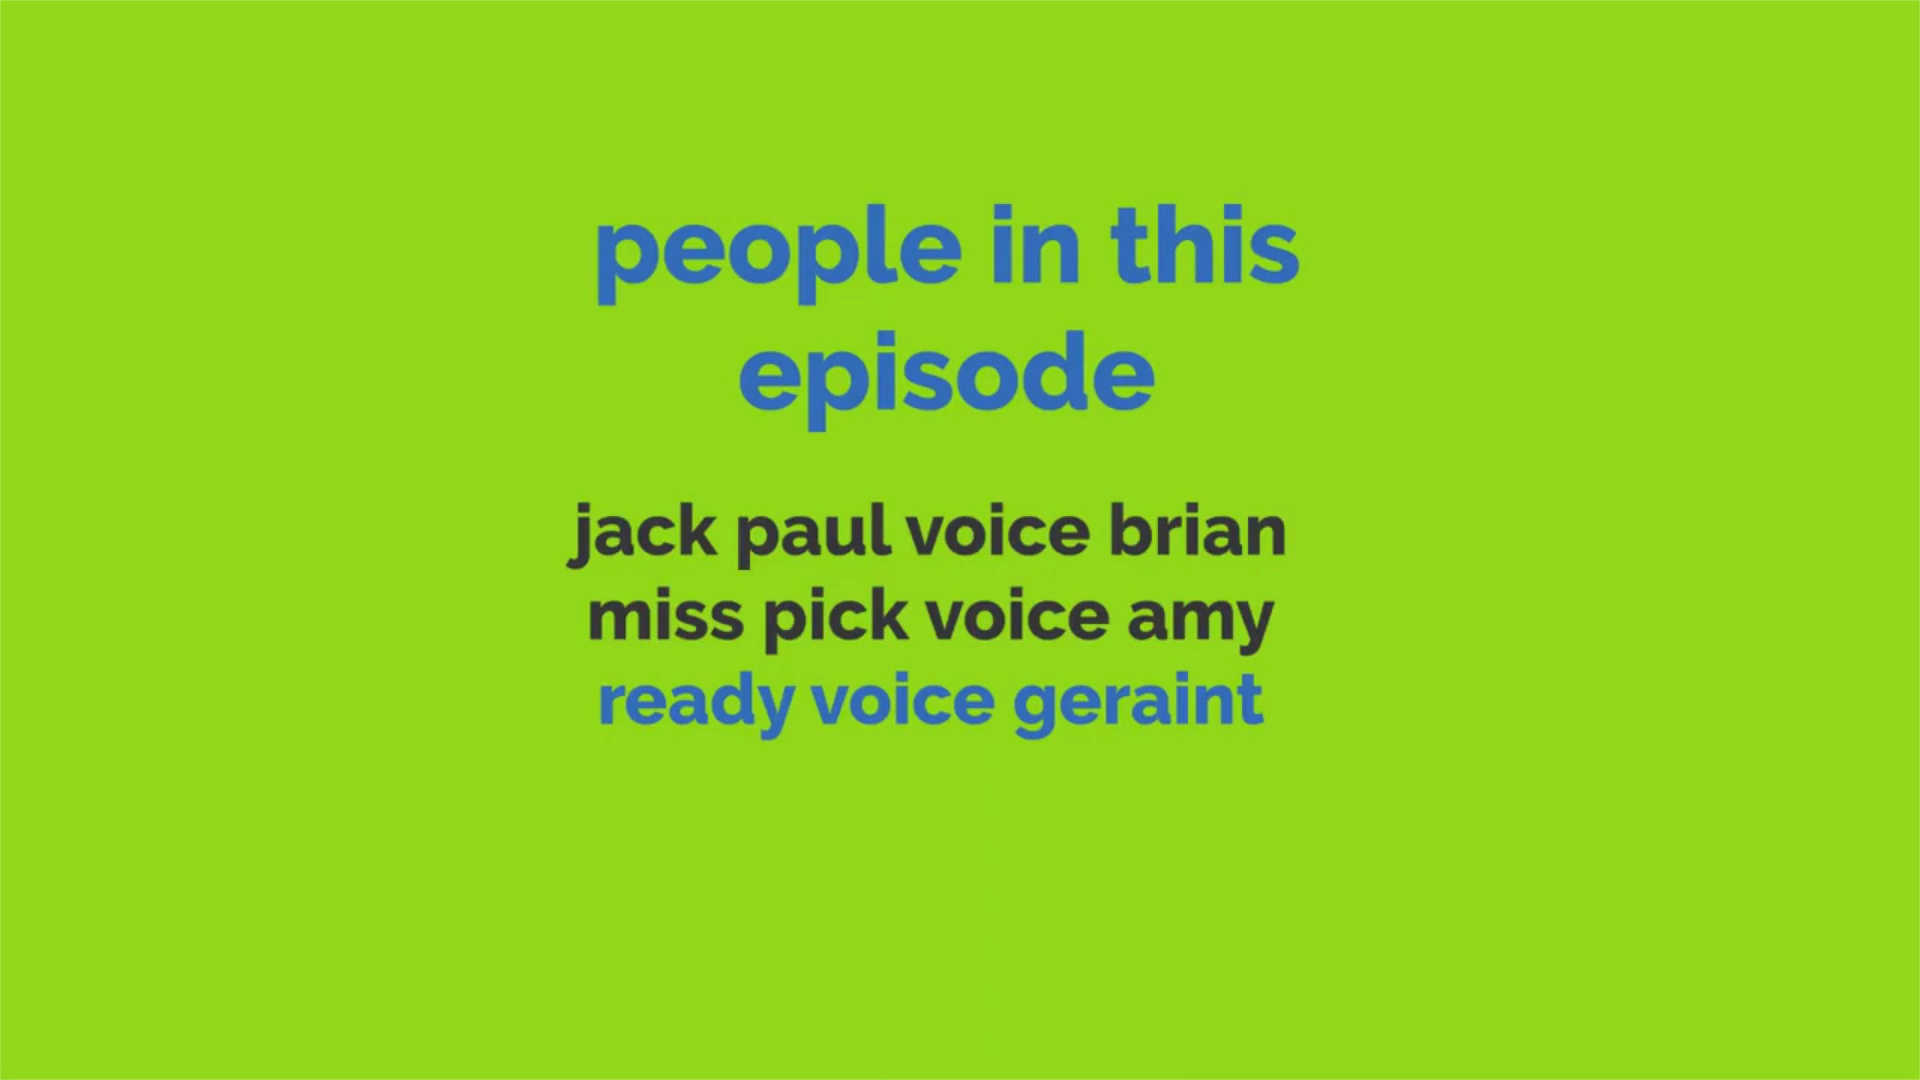 people in this
episode
jack paul voice brian
miss pick voice amy
ready voice geraint